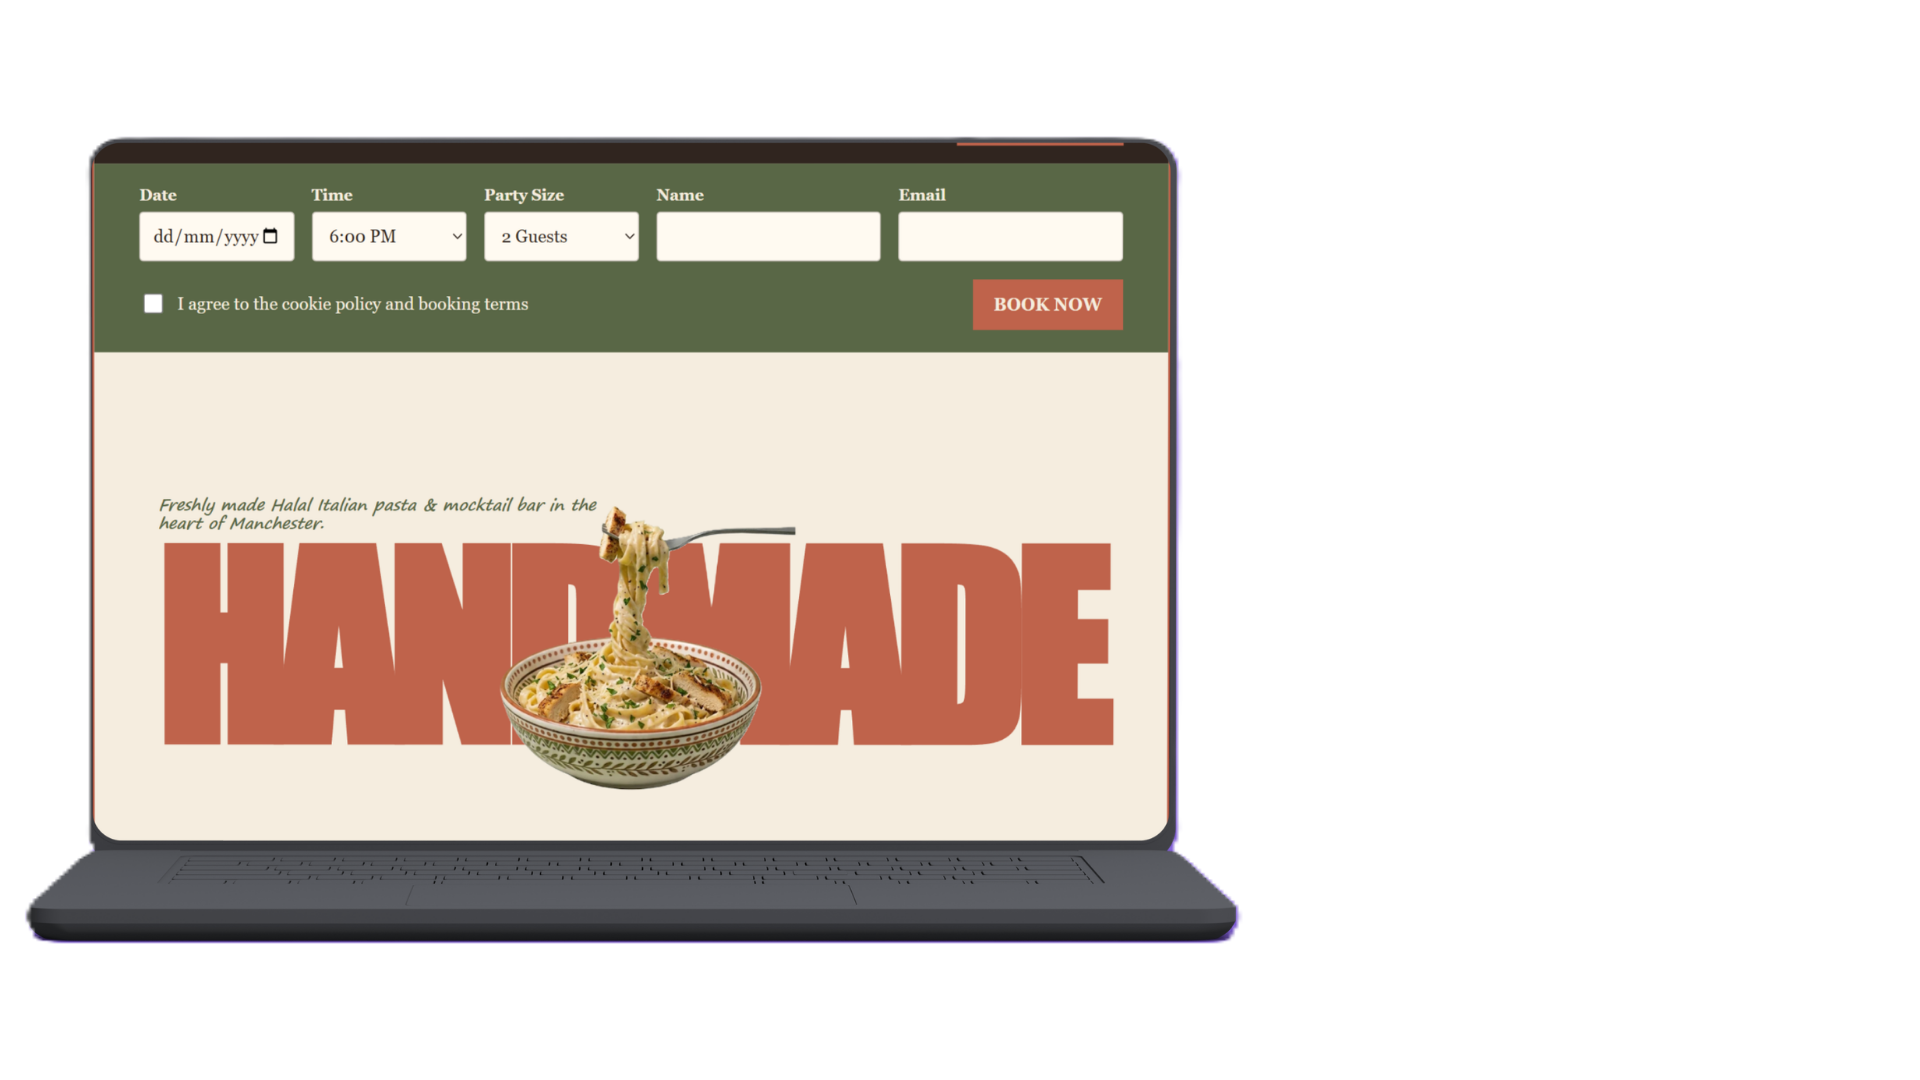 Date Time Party Size Name Email
dd/mm/yyyy 6:00 PM 2 Guests
I agree to the cookie policy and booking terms BOOK NOW
Freshly made Halal Italian pasta & mocktail bar in the
heart of Manchester.
HANDMADE